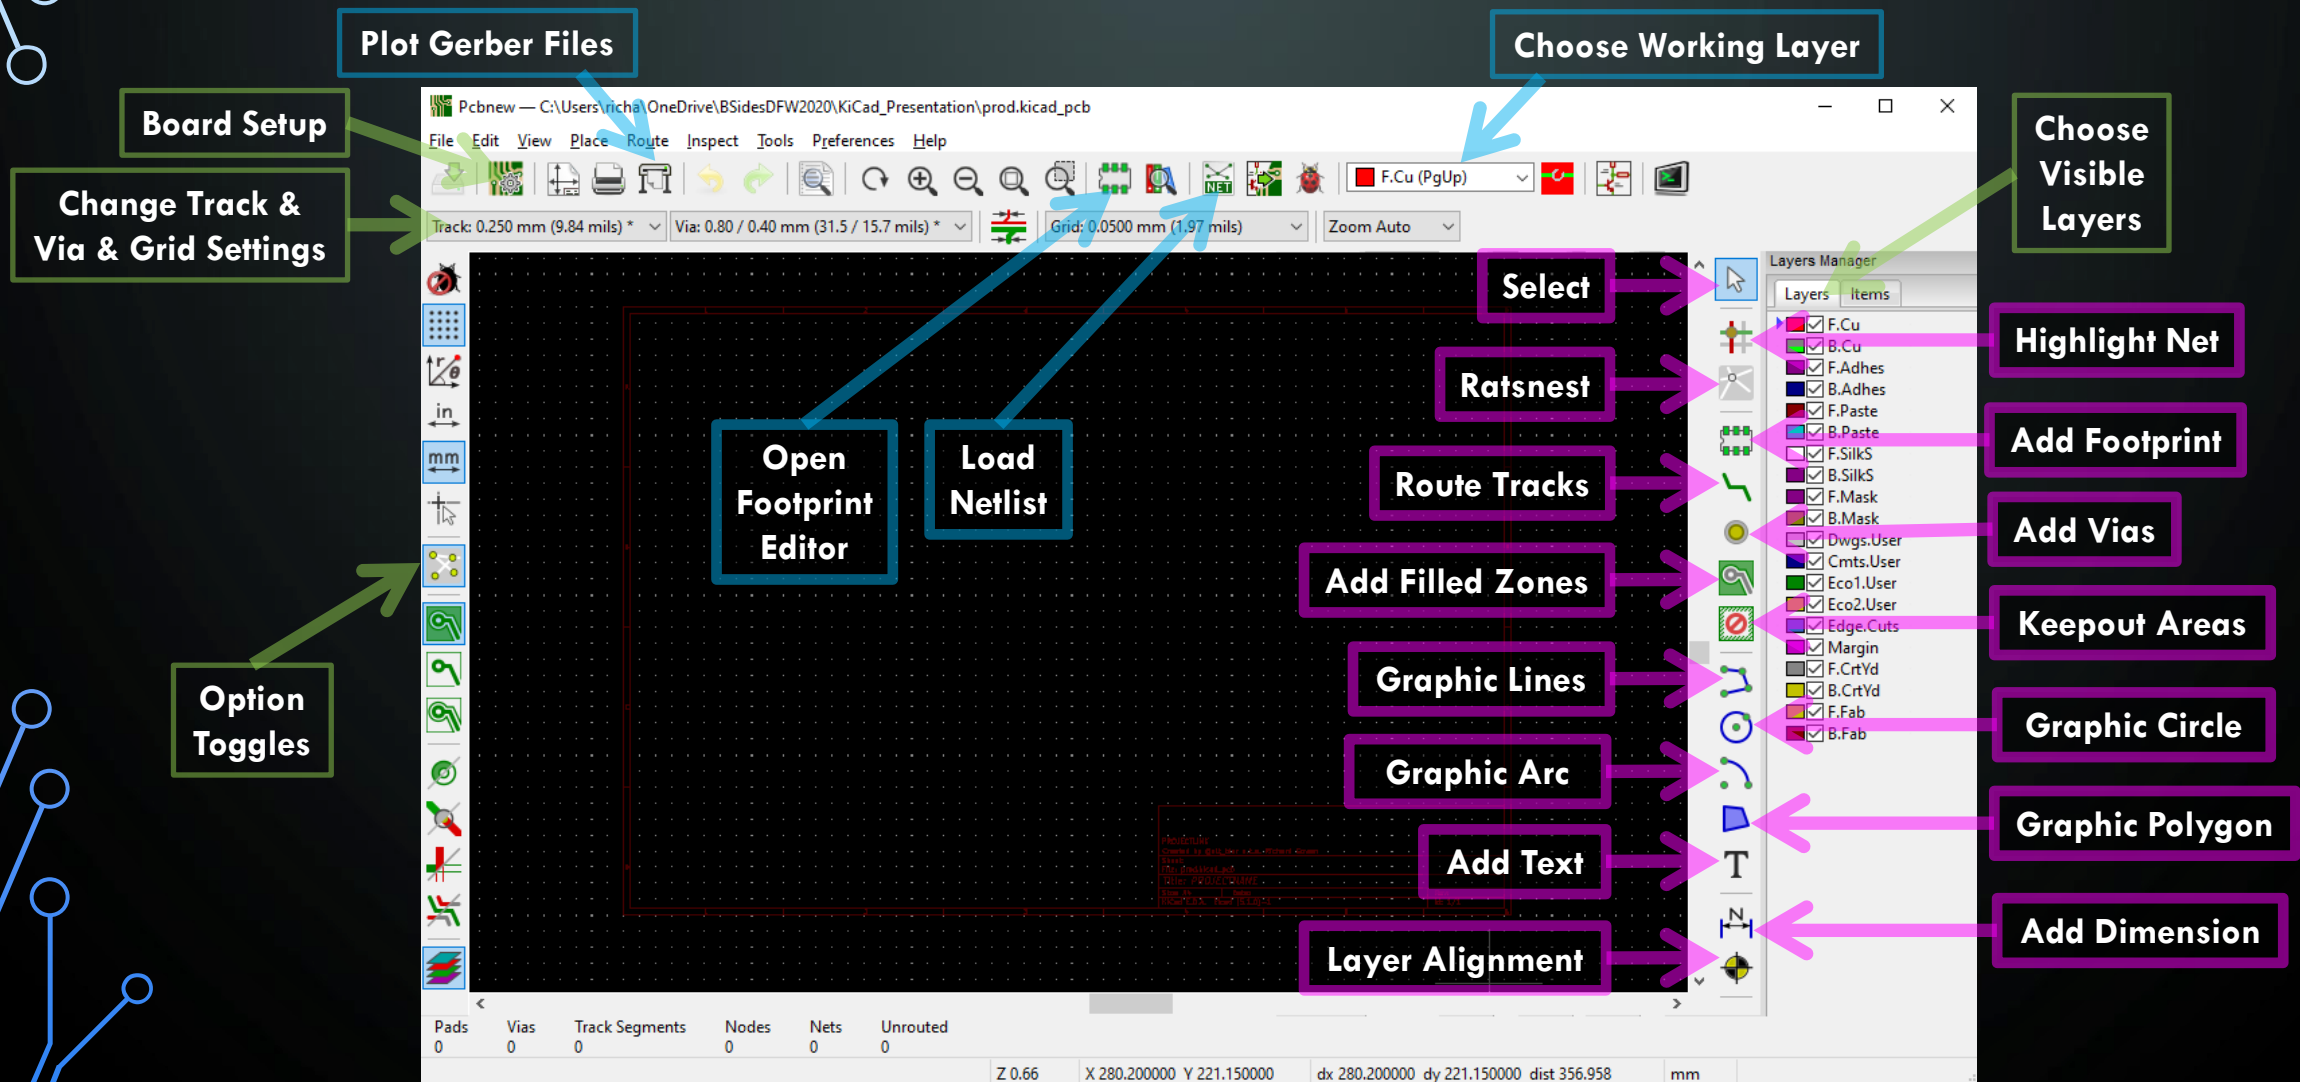 Plot Gerber Files
Choose Working Layer
Board Setup
Change Track &
Via & Grid Settings
Choose
Visible
Layers
Pcbnew — C:\Users\richa\OneDrive\BSidesDFW2020\KiCad_Presentation\prod.kicad_pcb
File Edit View Place Route Inspect Tools Preferences Help
NET
F.Cu (PgUp)
Track: 0.250 mm (9.84 mils) *
Via: 0.80 / 0.40 mm (31.5 / 15.7 mils) *
Grid: 0.0500 mm (1.97 mils)
Zoom Auto
in
mm
Option
Toggles
Open
Footprint
Editor
Load
Netlist
Select
Ratsnest
Route Tracks
Add Filled Zones
Graphic Lines
Graphic Arc
Add Text
Layer Alignment
T
N
Layers Manager
Layers Items
F.Cu
B.Cu
F.Adhes
B.Adhes
F.Paste
B.Paste
F.SilkS
B.SilkS
F.Mask
B.Mask
Dwgs.User
Cmts.User
Eco1.User
Eco2.User
Edge.Cuts
Margin
F.CrtYd
B.CrtYd
F.Fab
B.Fab
Highlight Net
Add Footprint
Add Vias
Keepout Areas
Graphic Circle
Graphic Polygon
Add Dimension
Pads Vias Track Segments Nodes Nets Unrouted
0 0 0 0 0 0
Z 0.66 X 280.200000 Y 221.150000 dx 280.200000 dy 221.150000 dist 356.958 mm